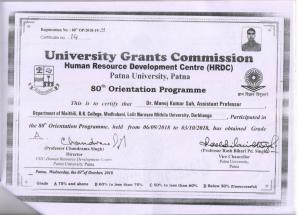 Registration No : 80th OP/2018-19/
Certificate no. 14
University Grants Commission
Human Resource Development Centre (HRDC)
Patna University, Patna
80th Orientation Programme
This is to certify that Dr. Manoj Kumar Sah, Assistant Professor
Department of Maithili, R.K. College, Madhubani, Lalit Narayan Mithila University, Darbhanga Participated in
the 80th Orientation Programme, held from 06/09/2018 to 03/10/2018, has obtained Grade
A
(Professor Chandrama Singh)
Director
UGC Human Resource Development Centre
Patna University, Patna
(Professor Rash Bihari Pd. Singh)
Vice Chancellor
Patna University
Patna
Patna, Wednesday, the 03rd of October, 2018
Grade A 75% and above B 60% to less than 75% C 50% to less than 60% D Below 50% (Unsuccessful)